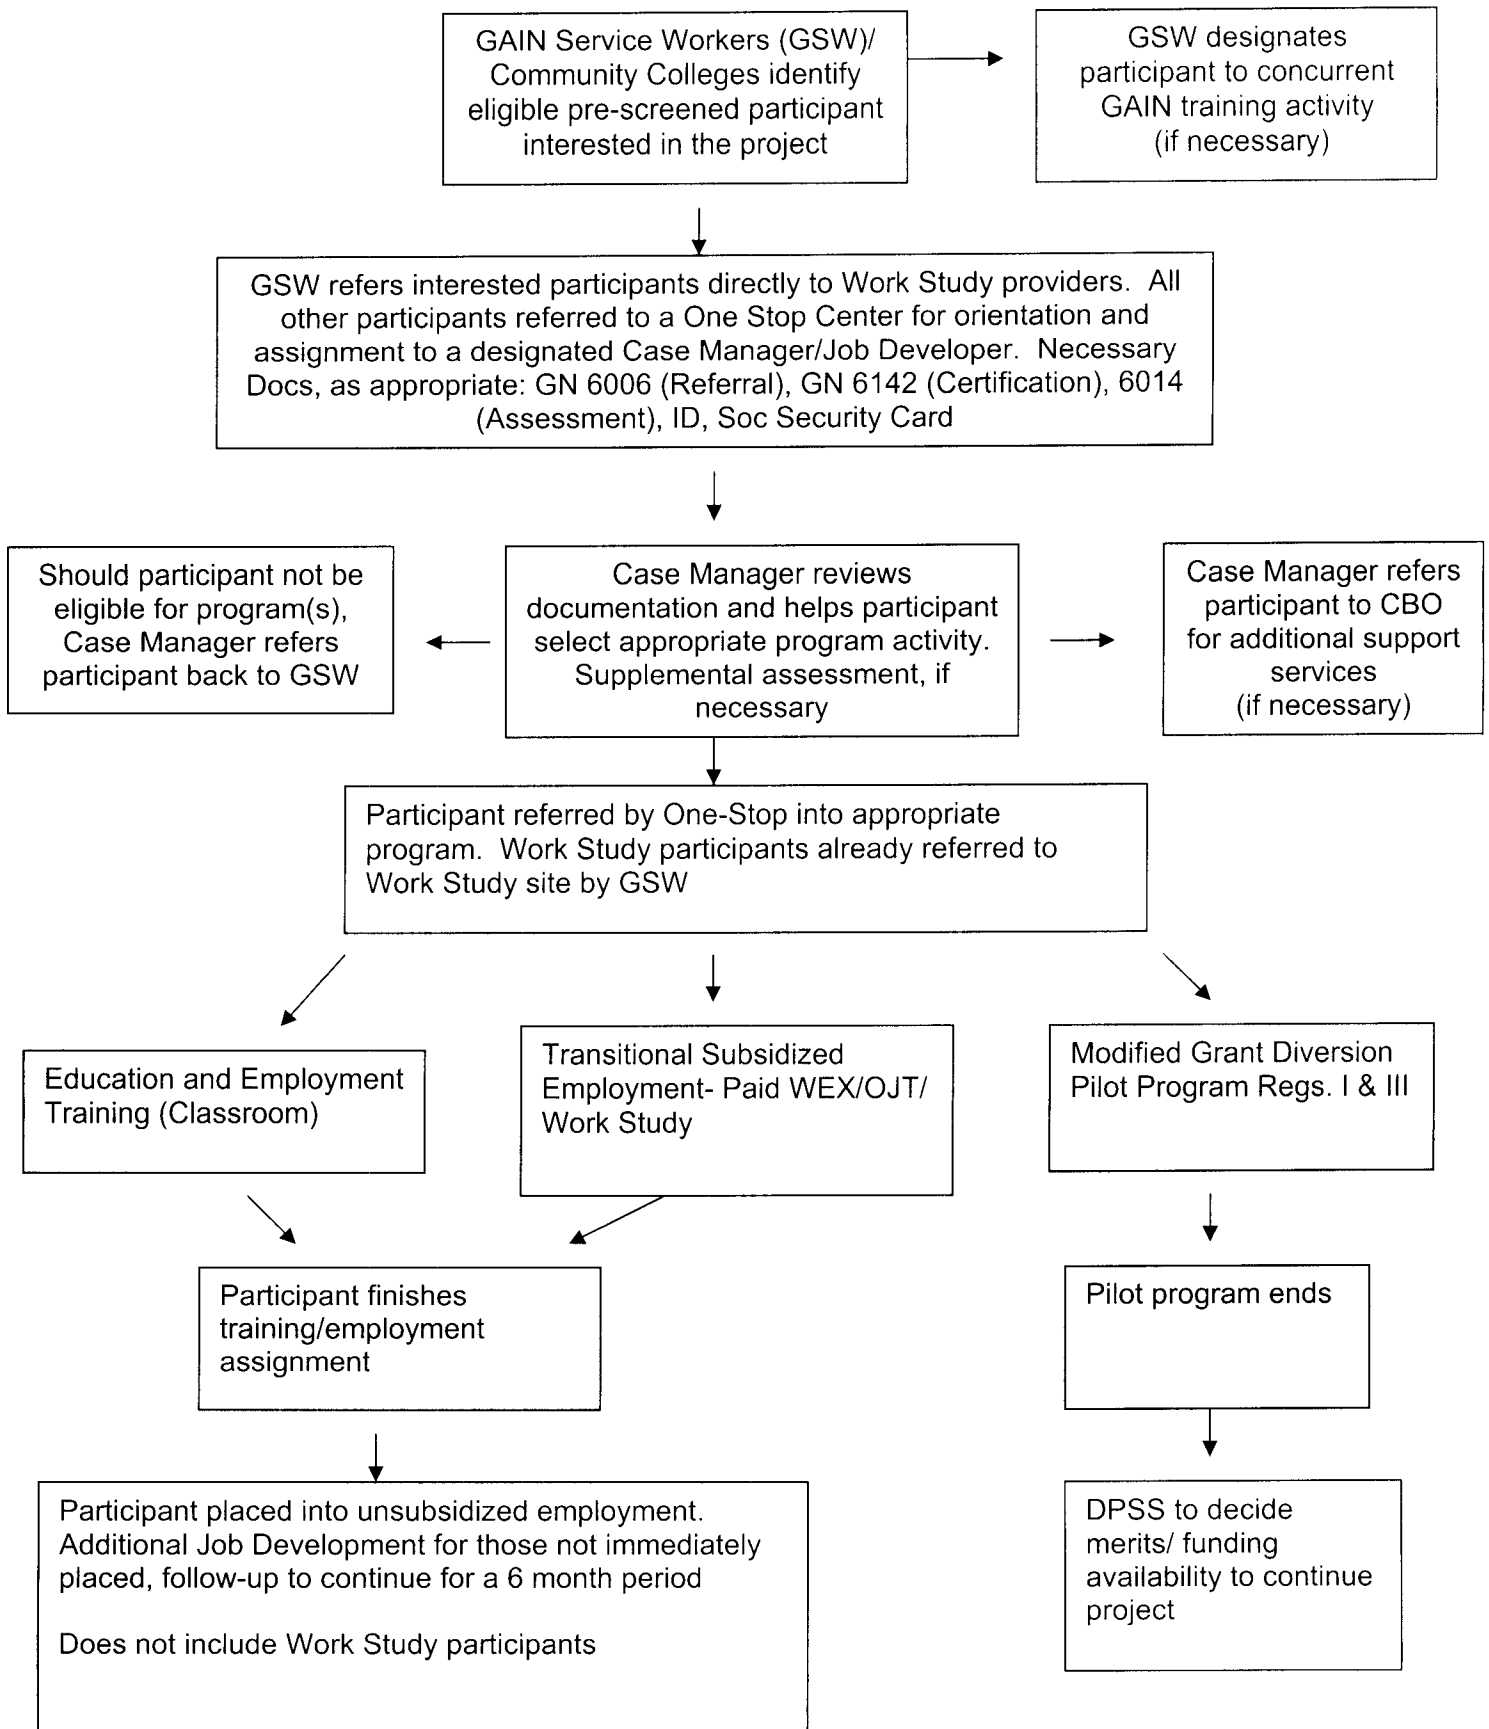 GAIN Service Workers (GSW)/
Community Colleges identify
eligible pre-screened participant
interested in the project
GSW designates
participant to concurrent
GAIN training activity
(if necessary)
GSW refers interested participants directly to Work Study providers.  All
other participants referred to a One Stop Center for orientation and
assignment to a designated Case Manager/Job Developer.  Necessary
Docs, as appropriate: GN 6006 (Referral), GN 6142 (Certification), 6014
(Assessment), ID, Soc Security Card
Should participant not be
eligible for program(s),
Case Manager refers
participant back to GSW
Case Manager reviews
documentation and helps participant
select appropriate program activity.
Supplemental assessment, if
necessary
Case Manager refers
participant to CBO
for additional support
services
(if necessary)
Participant referred by One-Stop into appropriate
program.  Work Study participants already referred to
Work Study site by GSW
Education and Employment
Training (Classroom)
Transitional Subsidized
Employment- Paid WEX/OJT/
Work Study
Modified Grant Diversion
Pilot Program Regs. I & III
Participant finishes
training/employment
assignment
Pilot program ends
Participant placed into unsubsidized employment.
Additional Job Development for those not immediately
placed, follow-up to continue for a 6 month period
Does not include Work Study participants
DPSS to decide
merits/ funding
availability to continue
project